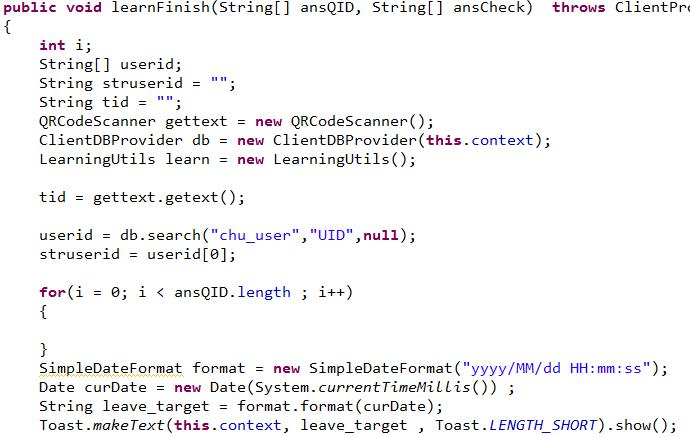 public void learnFinish(String[] ansQID, String[] ansCheck)  throws ClientPro
{
int i;
String[] userid;
String struserid = "";
String tid = "";
QRCodeScanner gettext = new QRCodeScanner();
ClientDBProvider db = new ClientDBProvider(this.context);
LearningUtils learn = new LearningUtils();
tid = gettext.getext();
userid = db.search("chu_user","UID",null);
struserid = userid[0];
for(i = 0; i < ansQID.length ; i++)
{
}
SimpleDateFormat format = new SimpleDateFormat("yyyy/MM/dd HH:mm:ss");
Date curDate = new Date(System.currentTimeMillis()) ;
String leave_target = format.format(curDate);
Toast.makeText(this.context, leave_target , Toast.LENGTH_SHORT).show();